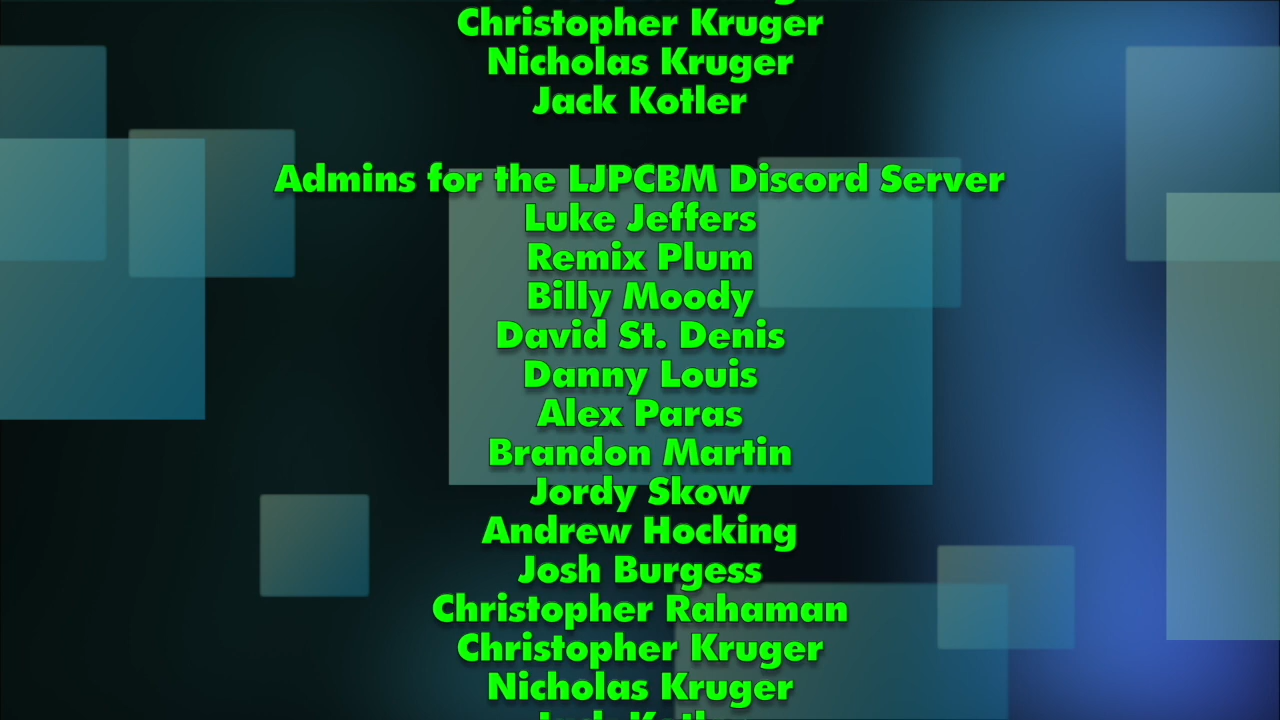 Christopher Kruger
Nicholas Kruger
Jack Kotler
Admins for the LJPCBM Discord Server
Luke Jeffers
Remix Plum
Billy Moody
David St. Denis
Danny Louis
Alex Paras
Brandon Martin
Jordy Skow
Andrew Hocking
Josh Burgess
Christopher Rahaman
Christopher Kruger
Nicholas Kruger